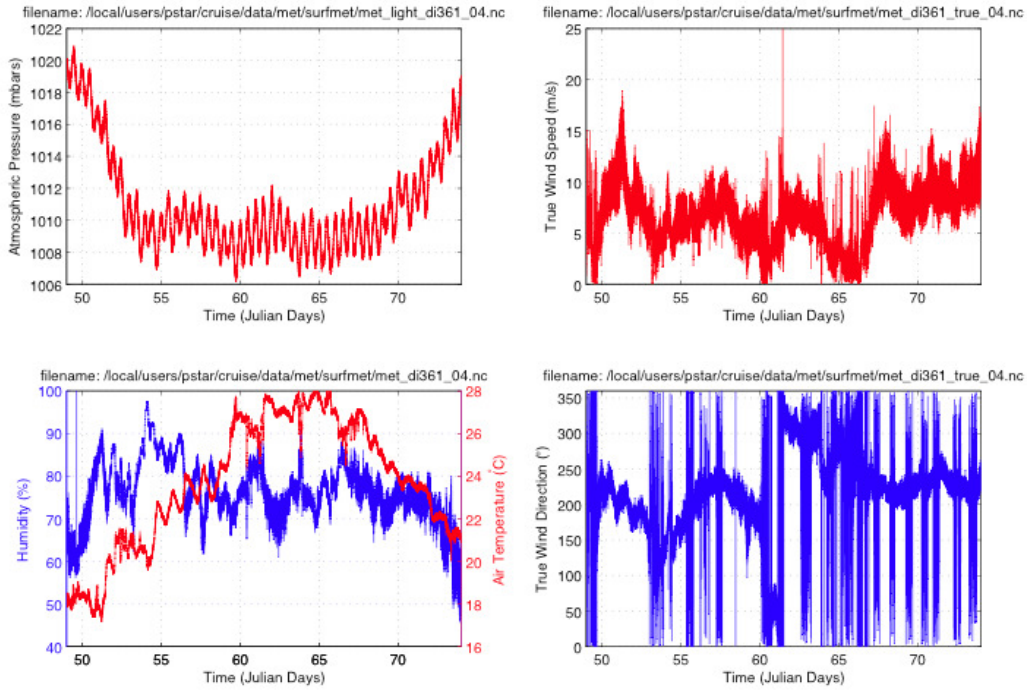 filename: /local/users/pstar/cruise/data/met/surfmet/met_light_di361_04.nc
1022
1020
1018
1016
1014
1012
1010
1008
1006
Atmospheric Pressure (mbars)
50 55 60 65 70
Time (Julian Days)
filename: /local/users/pstar/cruise/data/met/surfmet/met_di361_true_04.nc
25
20
15
10
5
0
True Wind Speed (m/s)
50 55 60 65 70
Time (Julian Days)
filename: /local/users/pstar/cruise/data/met/surfmet/met_di361_04.nc
100
90
80
70
60
50
40
Humidity (%)
28
26
24
22
20
18
16
Air Temperature (°C)
50 55 60 65 70
Time (Julian Days)
filename: /local/users/pstar/cruise/data/met/surfmet/met_di361_true_04.nc
350
300
250
200
150
100
50
0
True Wind Direction (°)
50 55 60 65 70
Time (Julian Days)